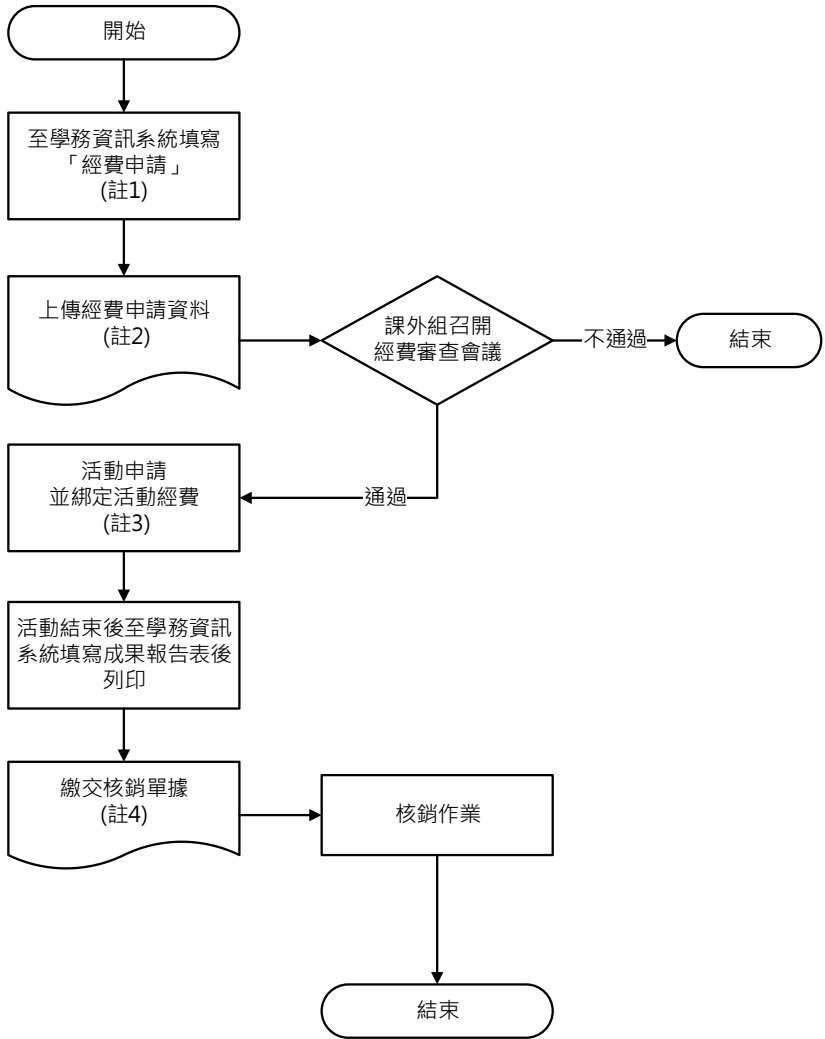 開始
至學務資訊系統填寫
「經費申請」
(註1)
上傳經費申請資料
(註2)
課外組召開
經費審查會議
不通過
結束
通過
活動申請
並綁定活動經費
(註3)
活動結束後至學務資訊
系統填寫成果報告表後
列印
繳交核銷單據
(註4)
核銷作業
結束